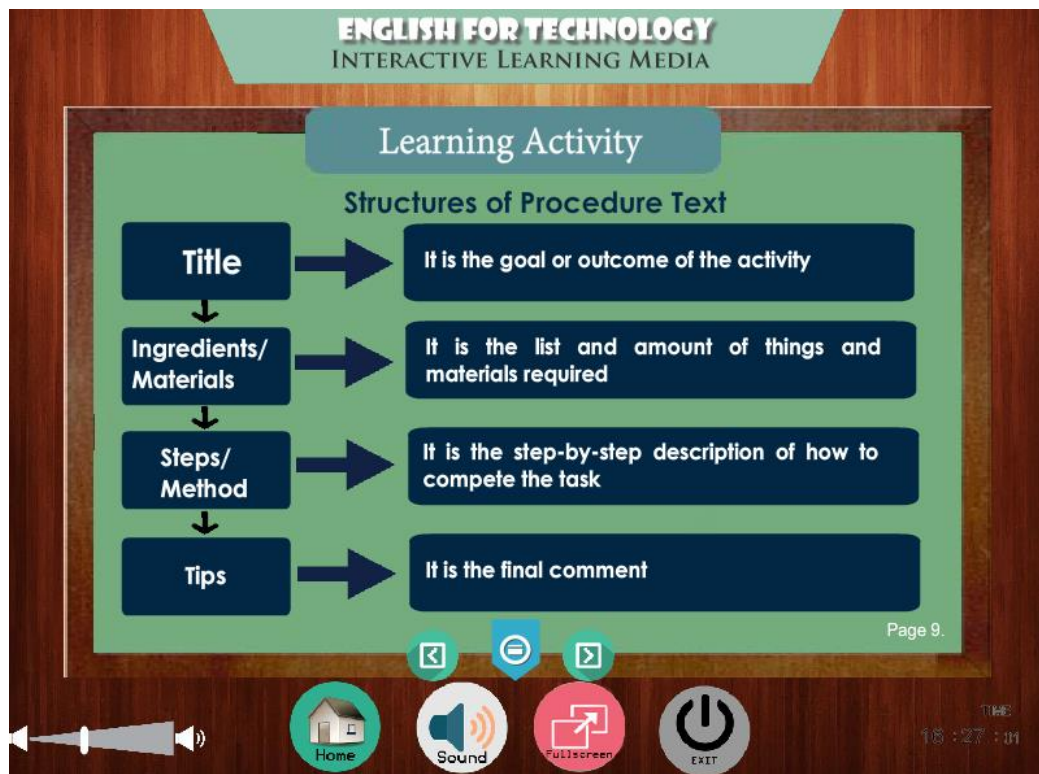 ENGLISH FOR TECHNOLOGY
INTERACTIVE LEARNING MEDIA
Learning Activity
Structures of Procedure Text
Title
It is the goal or outcome of the activity
Ingredients/
Materials
It is the list and amount of things and
materials required
Steps/
Method
It is the step-by-step description of how to
compete the task
Tips
It is the final comment
Page 9.
Home
Sound
Fullscreen
EXIT
TIME
16 : 27 : 01